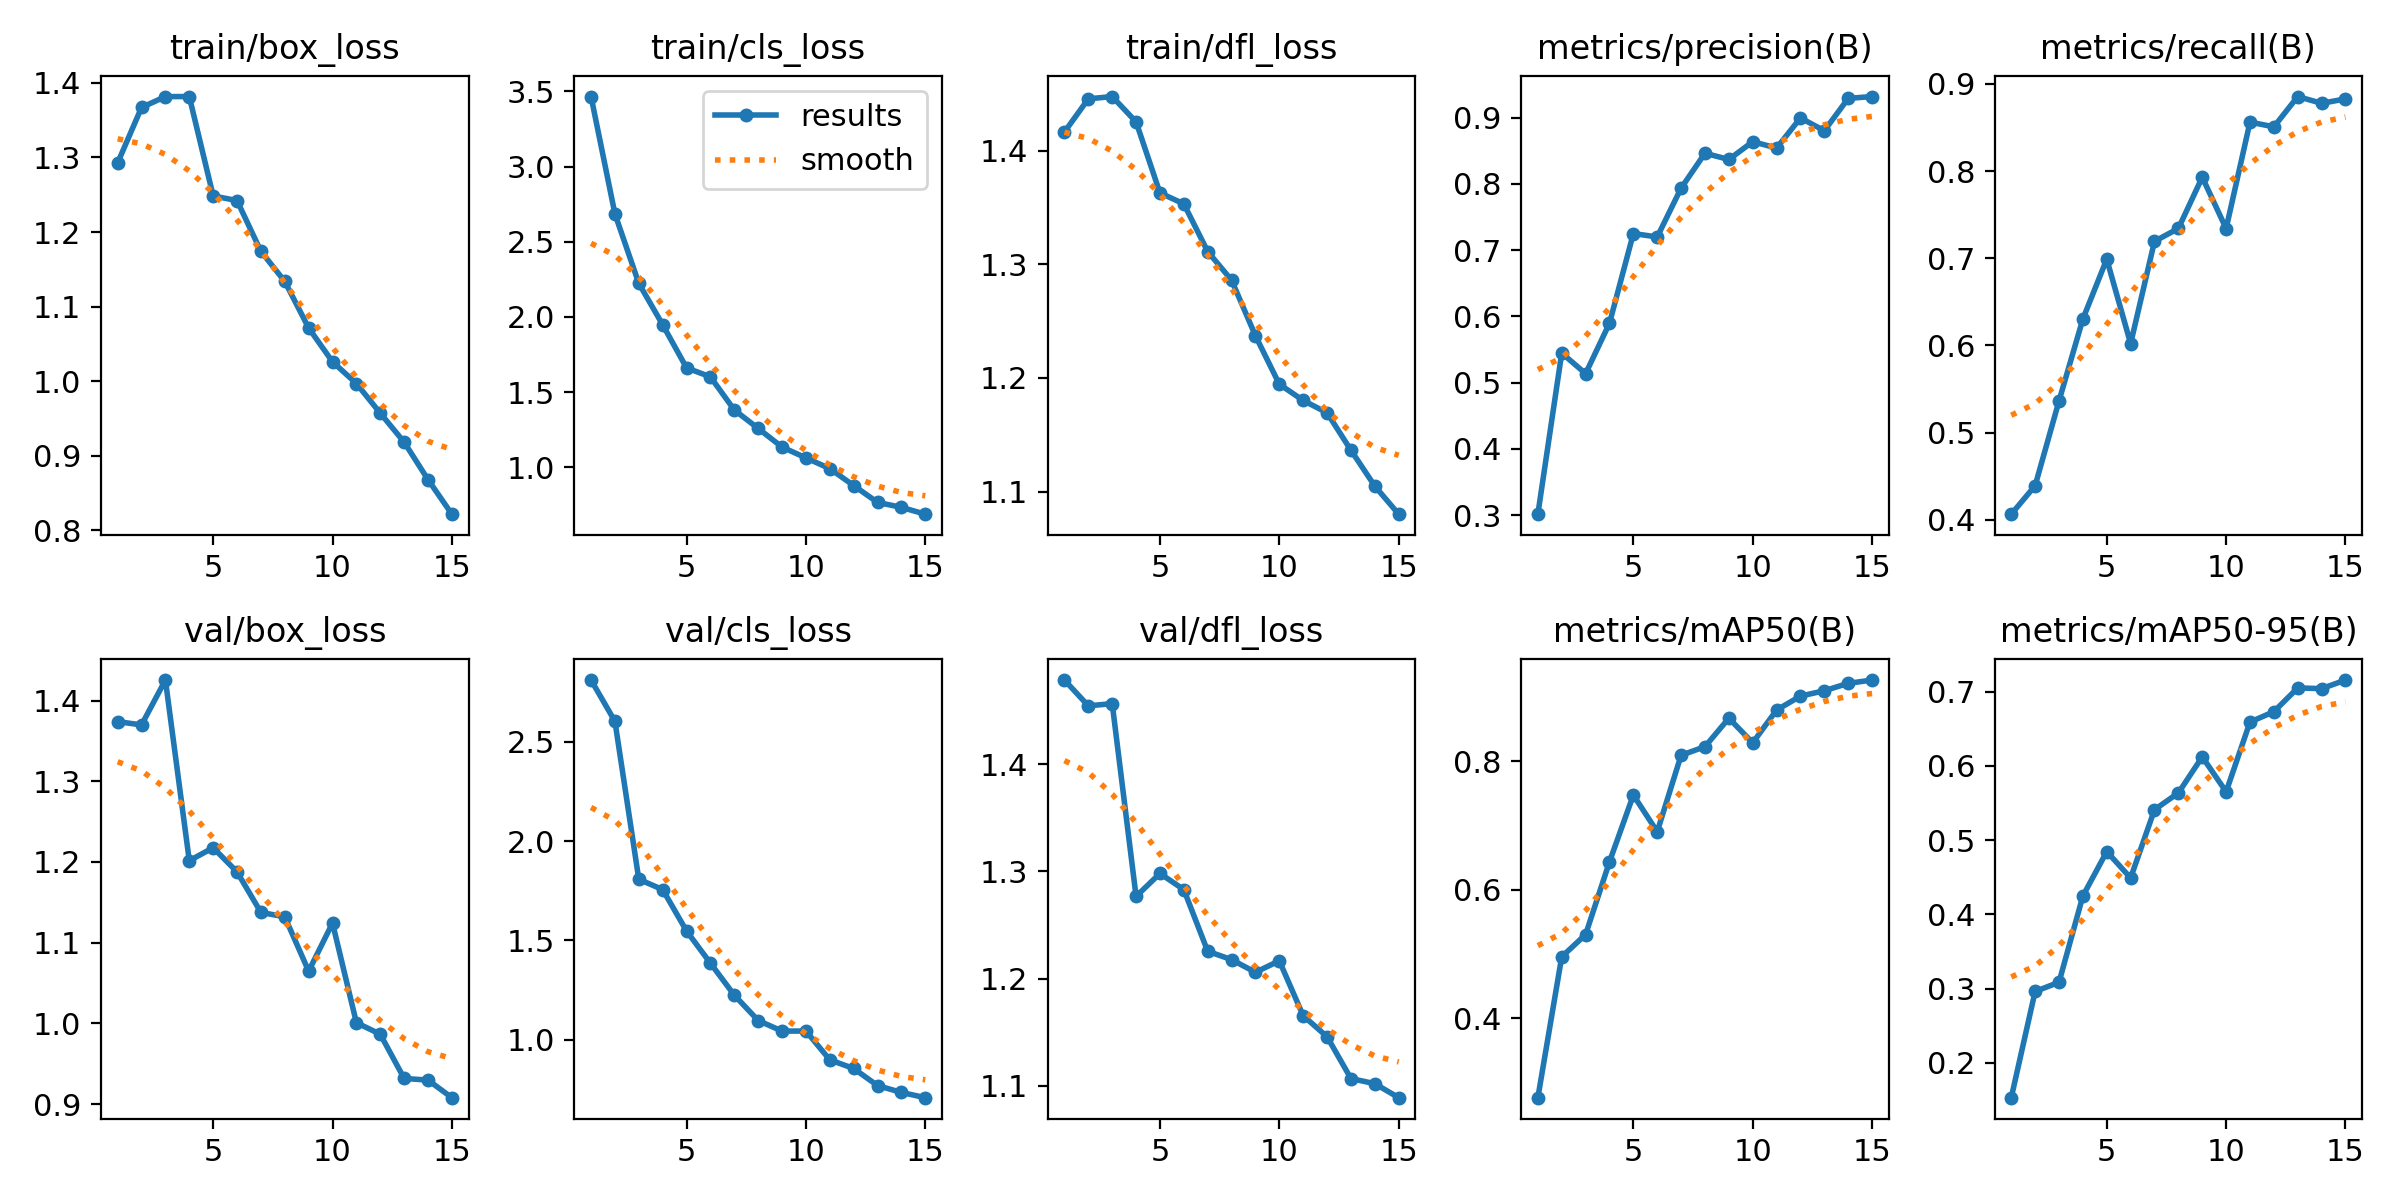 train/box_loss
1.4
1.3
1.2
1.1
1.0
0.9
0.8
5 10 15
train/cls_loss
results
smooth
3.5
3.0
2.5
2.0
1.5
1.0
5 10 15
train/dfl_loss
1.4
1.3
1.2
1.1
5 10 15
metrics/precision(B)
0.9
0.8
0.7
0.6
0.5
0.4
0.3
5 10 15
metrics/recall(B)
0.9
0.8
0.7
0.6
0.5
0.4
5 10 15
val/box_loss
1.4
1.3
1.2
1.1
1.0
0.9
5 10 15
val/cls_loss
2.5
2.0
1.5
1.0
5 10 15
val/dfl_loss
1.4
1.3
1.2
1.1
5 10 15
metrics/mAP50(B)
0.8
0.6
0.4
5 10 15
metrics/mAP50-95(B)
0.7
0.6
0.5
0.4
0.3
0.2
5 10 15